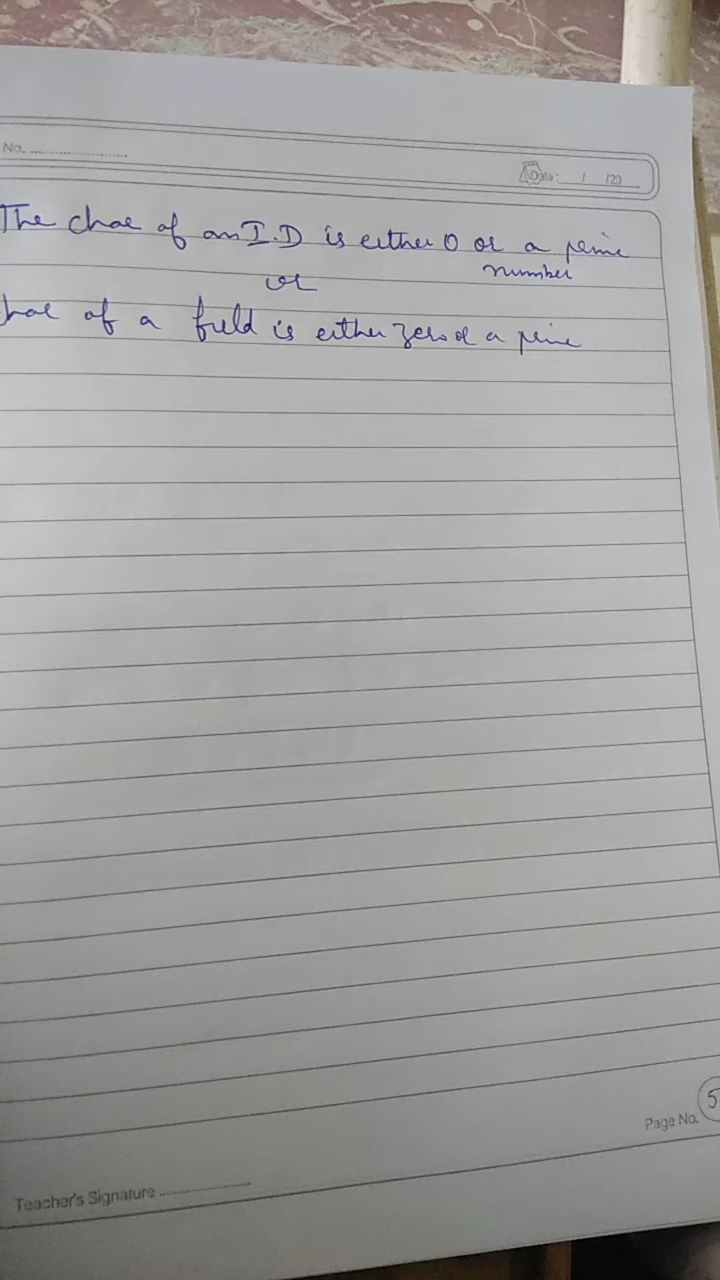 No. ....................
Date: / /20
The char of an I.D is either 0 or a prime
number
or
har of a field is either zero or a prime
Page No. 5
Teacher's Signature ....................